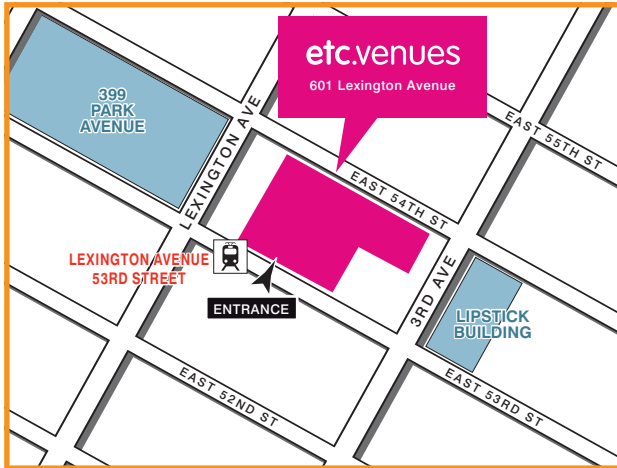 etc.venues
601 Lexington Avenue
399
PARK
AVENUE
LEXINGTON AVE
EAST 55TH ST
EAST 54TH ST
LEXINGTON AVENUE
53RD STREET
ENTRANCE
3RD AVE
LIPSTICK
BUILDING
EAST 52ND ST
EAST 53RD ST